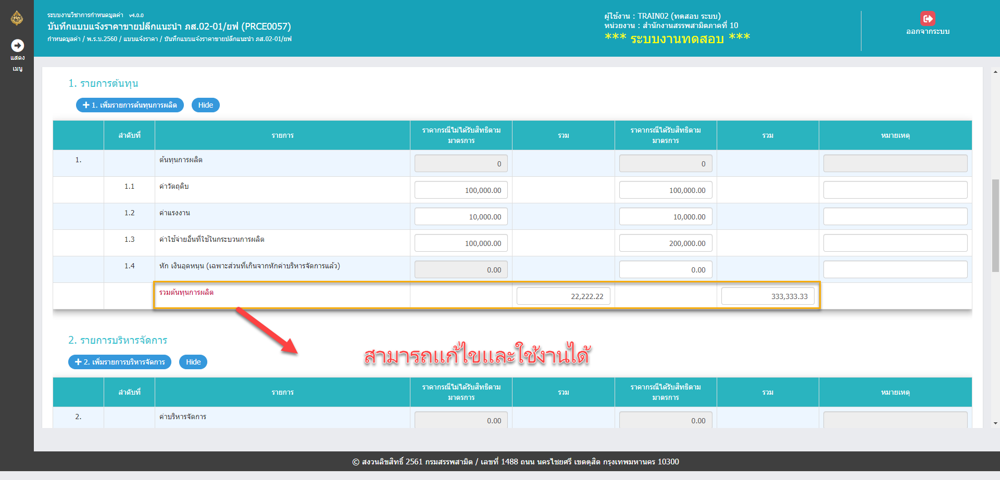 ระบบงานวิชาการกำหนดมูลค่า v4.0.0
บันทึกแบบแจ้งราคาขายปลีกแนะนำ ภส.02-01/ยฟ (PRCE0057)
กำหนดมูลค่า / พ.ร.บ.2560 / แบบแจ้งราคา / บันทึกแบบแจ้งราคาขายปลีกแนะนำ ภส.02-01/ยฟ
ผู้ใช้งาน : TRAIN02 (ทดสอบ ระบบ)
หน่วยงาน : สำนักงานสรรพสามิตภาคที่ 10
*** ระบบงานทดสอบ ***
ออกจากระบบ
แสดง
เมนู
1. รายการต้นทุน
1. เพิ่มรายการต้นทุนการผลิต Hide
ลำดับที่ รายการ ราคากรณีไม่ได้รับสิทธิตามมาตรการ รวม ราคากรณีได้รับสิทธิตามมาตรการ รวม หมายเหตุ
1. ต้นทุนการผลิต 0 0
1.1 ค่าวัตถุดิบ 100,000.00 100,000.00
1.2 ค่าแรงงาน 10,000.00 10,000.00
1.3 ค่าใช้จ่ายอื่นที่ใช้ในกระบวนการผลิต 100,000.00 200,000.00
1.4 หัก เงินอุดหนุน (เฉพาะส่วนที่เกินจากหักค่าบริหารจัดการแล้ว) 0.00 0.00
รวมต้นทุนการผลิต 22,222.22 333,333.33
2. รายการบริหารจัดการ
สามารถแก้ไขและใช้งานได้
2. เพิ่มรายการบริหารจัดการ Hide
ลำดับที่ รายการ ราคากรณีไม่ได้รับสิทธิตามมาตรการ รวม ราคากรณีได้รับสิทธิตามมาตรการ รวม หมายเหตุ
2. ค่าบริหารจัดการ 0.00 0.00
© สงวนลิขสิทธิ์ 2561 กรมสรรพสามิต / เลขที่ 1488 ถนน นครไชยศรี เขตดุสิต กรุงเทพมหานคร 10300